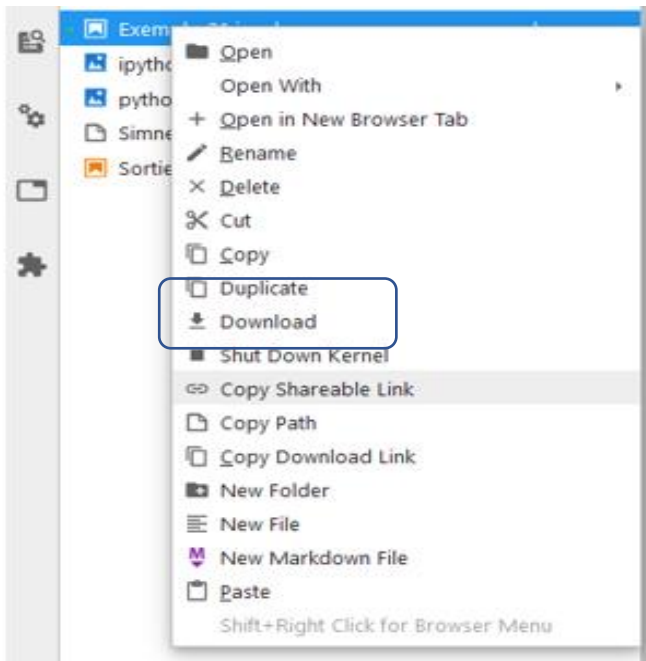 Exem
ipytho
pytho
Simne
Sortie
Open
Open With
Open in New Browser Tab
Rename
Delete
Cut
Copy
Duplicate
Download
Shut Down Kernel
Copy Shareable Link
Copy Path
Copy Download Link
New Folder
New File
New Markdown File
Paste
Shift+Right Click for Browser Menu